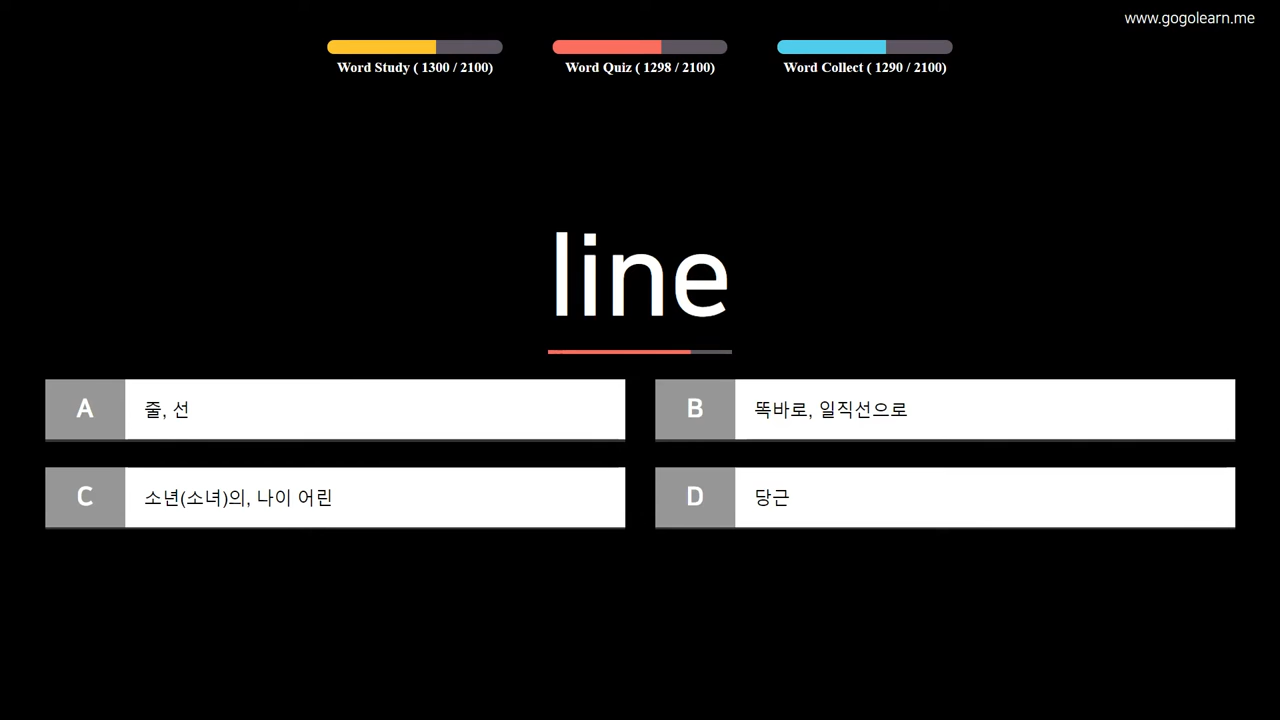 www.gogolearn.me
Word Study ( 1300 / 2100)
Word Quiz ( 1298 / 2100)
Word Collect ( 1290 / 2100)
line
A 줄, 선
B 똑바로, 일직선으로
C 소년(소녀)의, 나이 어린
D 당근